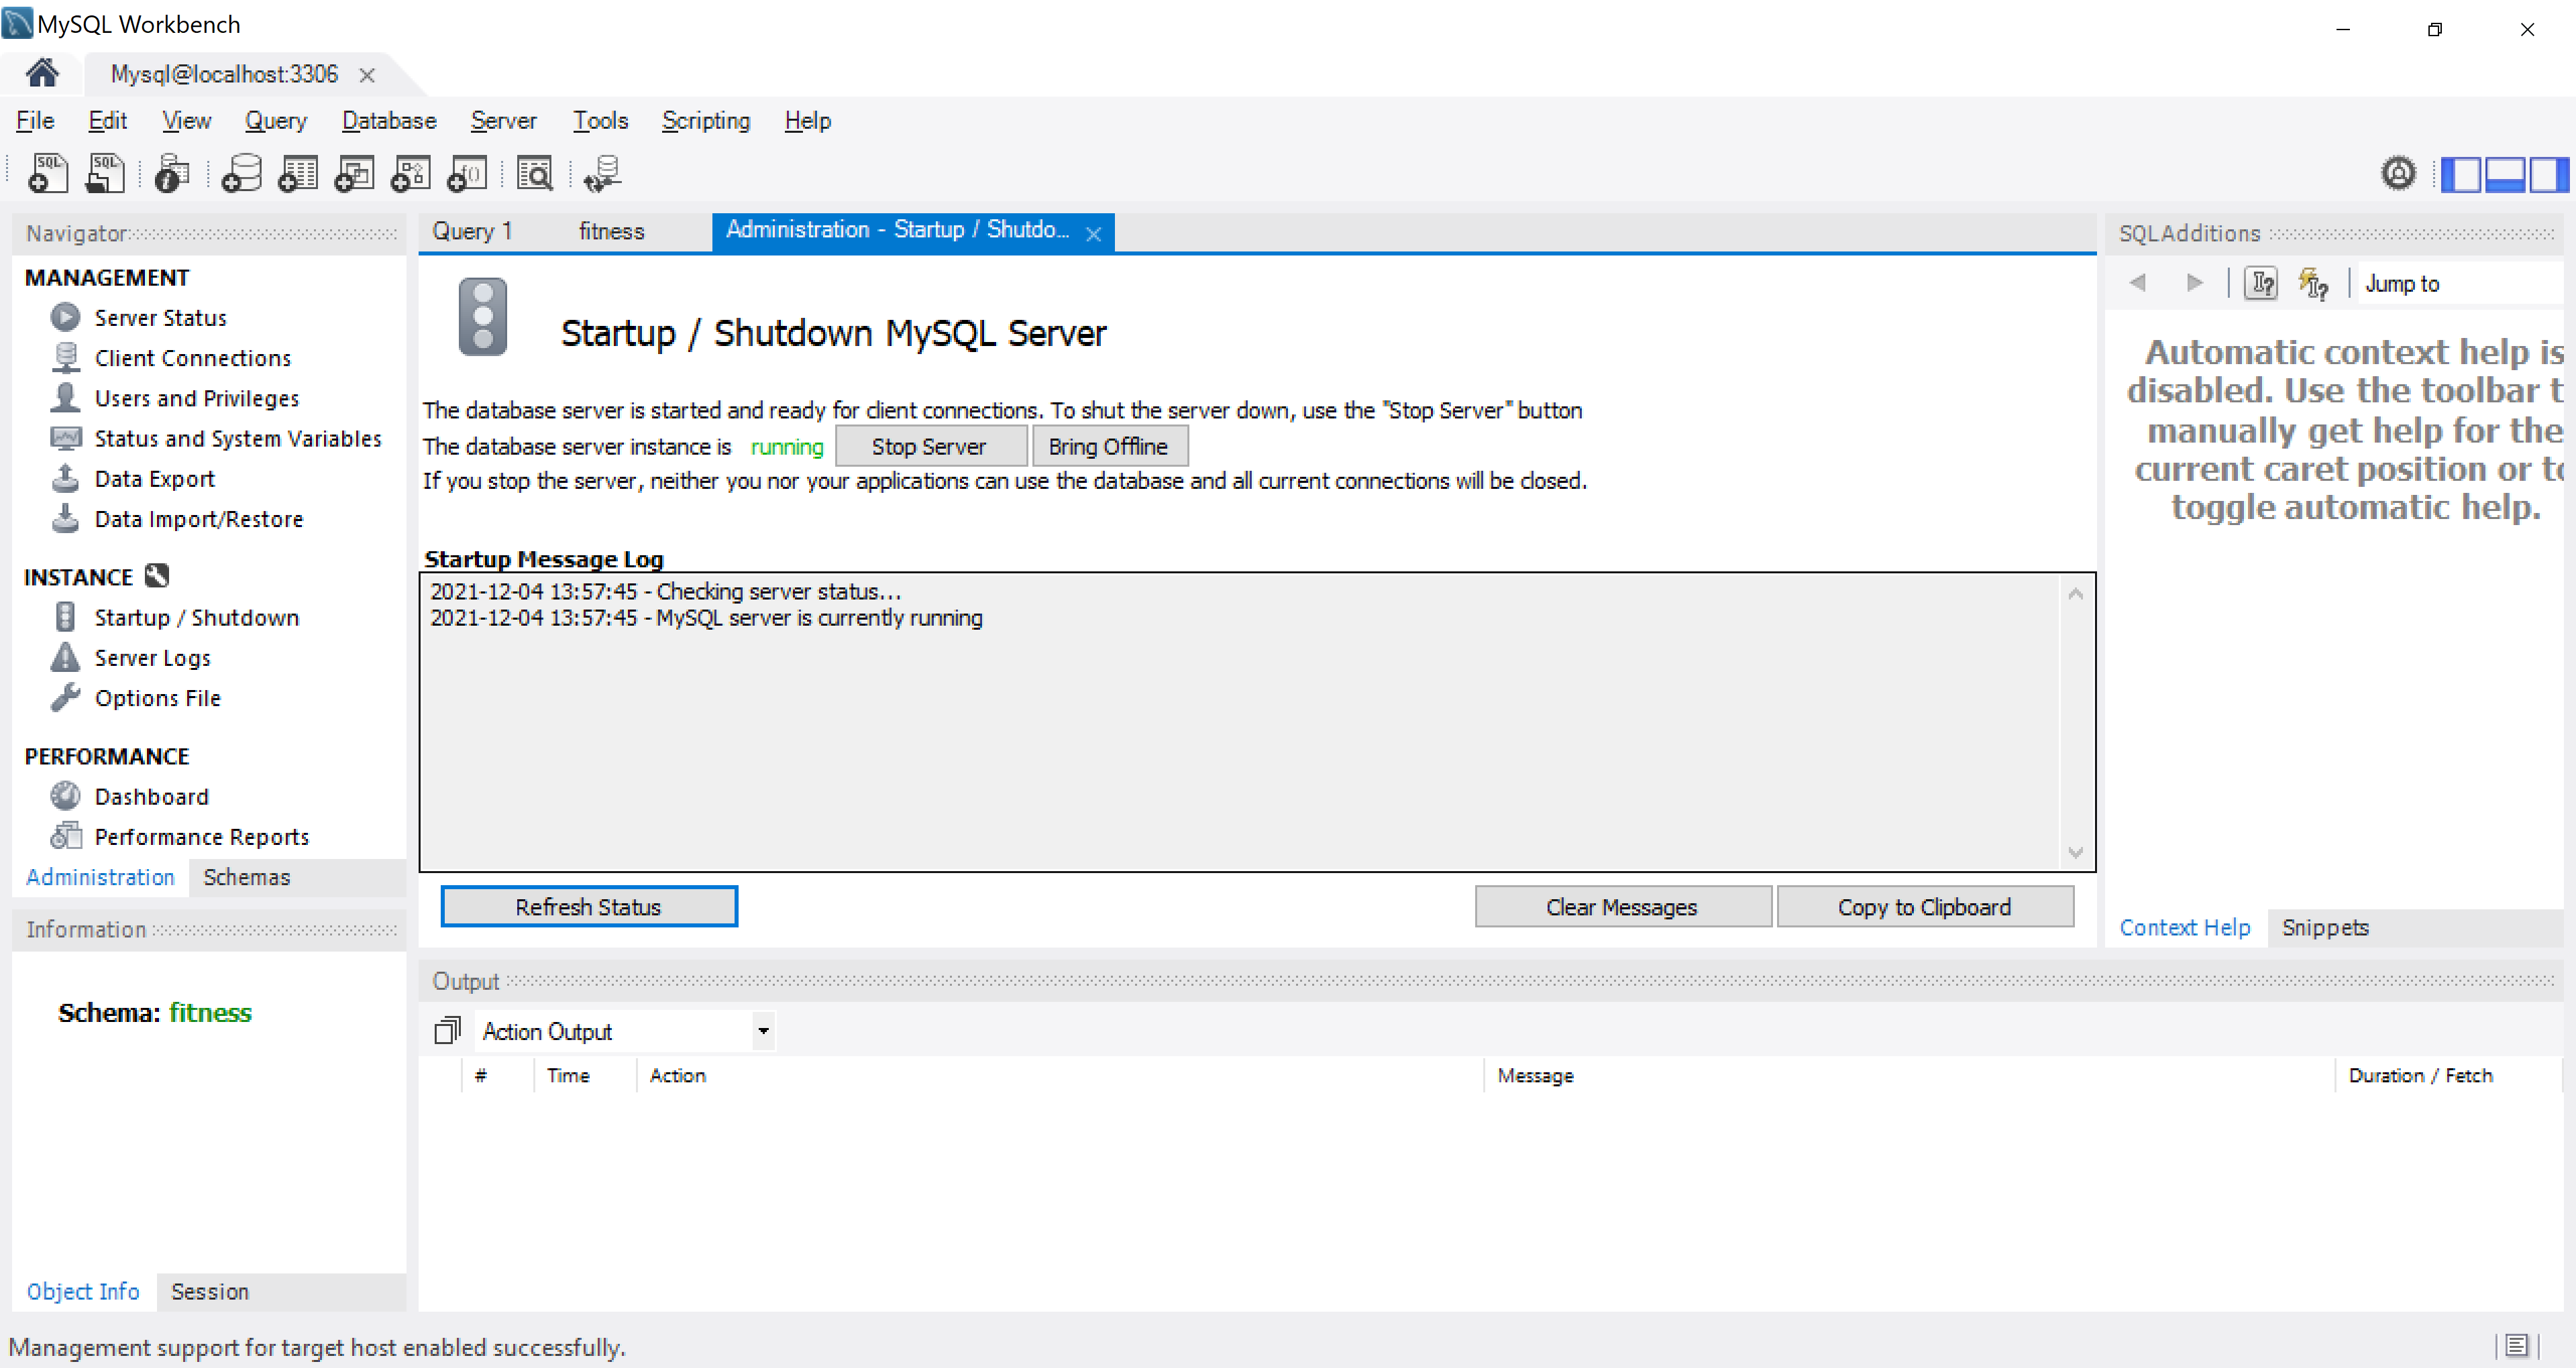 MySQL Workbench
Mysql@localhost:3306
File Edit View Query Database Server Tools Scripting Help
SQL SQL
Navigator
MANAGEMENT
Server Status
Client Connections
Users and Privileges
Status and System Variables
Data Export
Data Import/Restore
INSTANCE
Startup / Shutdown
Server Logs
Options File
PERFORMANCE
Dashboard
Performance Reports
Administration Schemas
Information
Schema: fitness
Object Info Session
Query 1 fitness Administration - Startup / Shutdo...
Startup / Shutdown MySQL Server
The database server is started and ready for client connections. To shut the server down, use the "Stop Server" button
The database server instance is running Stop Server Bring Offline
If you stop the server, neither you nor your applications can use the database and all current connections will be closed.
Startup Message Log
2021-12-04 13:57:45 - Checking server status...
2021-12-04 13:57:45 - MySQL server is currently running
Refresh Status Clear Messages Copy to Clipboard
SQLAdditions
Jump to
Automatic context help is
disabled. Use the toolbar t
manually get help for the
current caret position or to
toggle automatic help.
Context Help Snippets
Output
Action Output
# Time Action Message Duration / Fetch
Management support for target host enabled successfully.